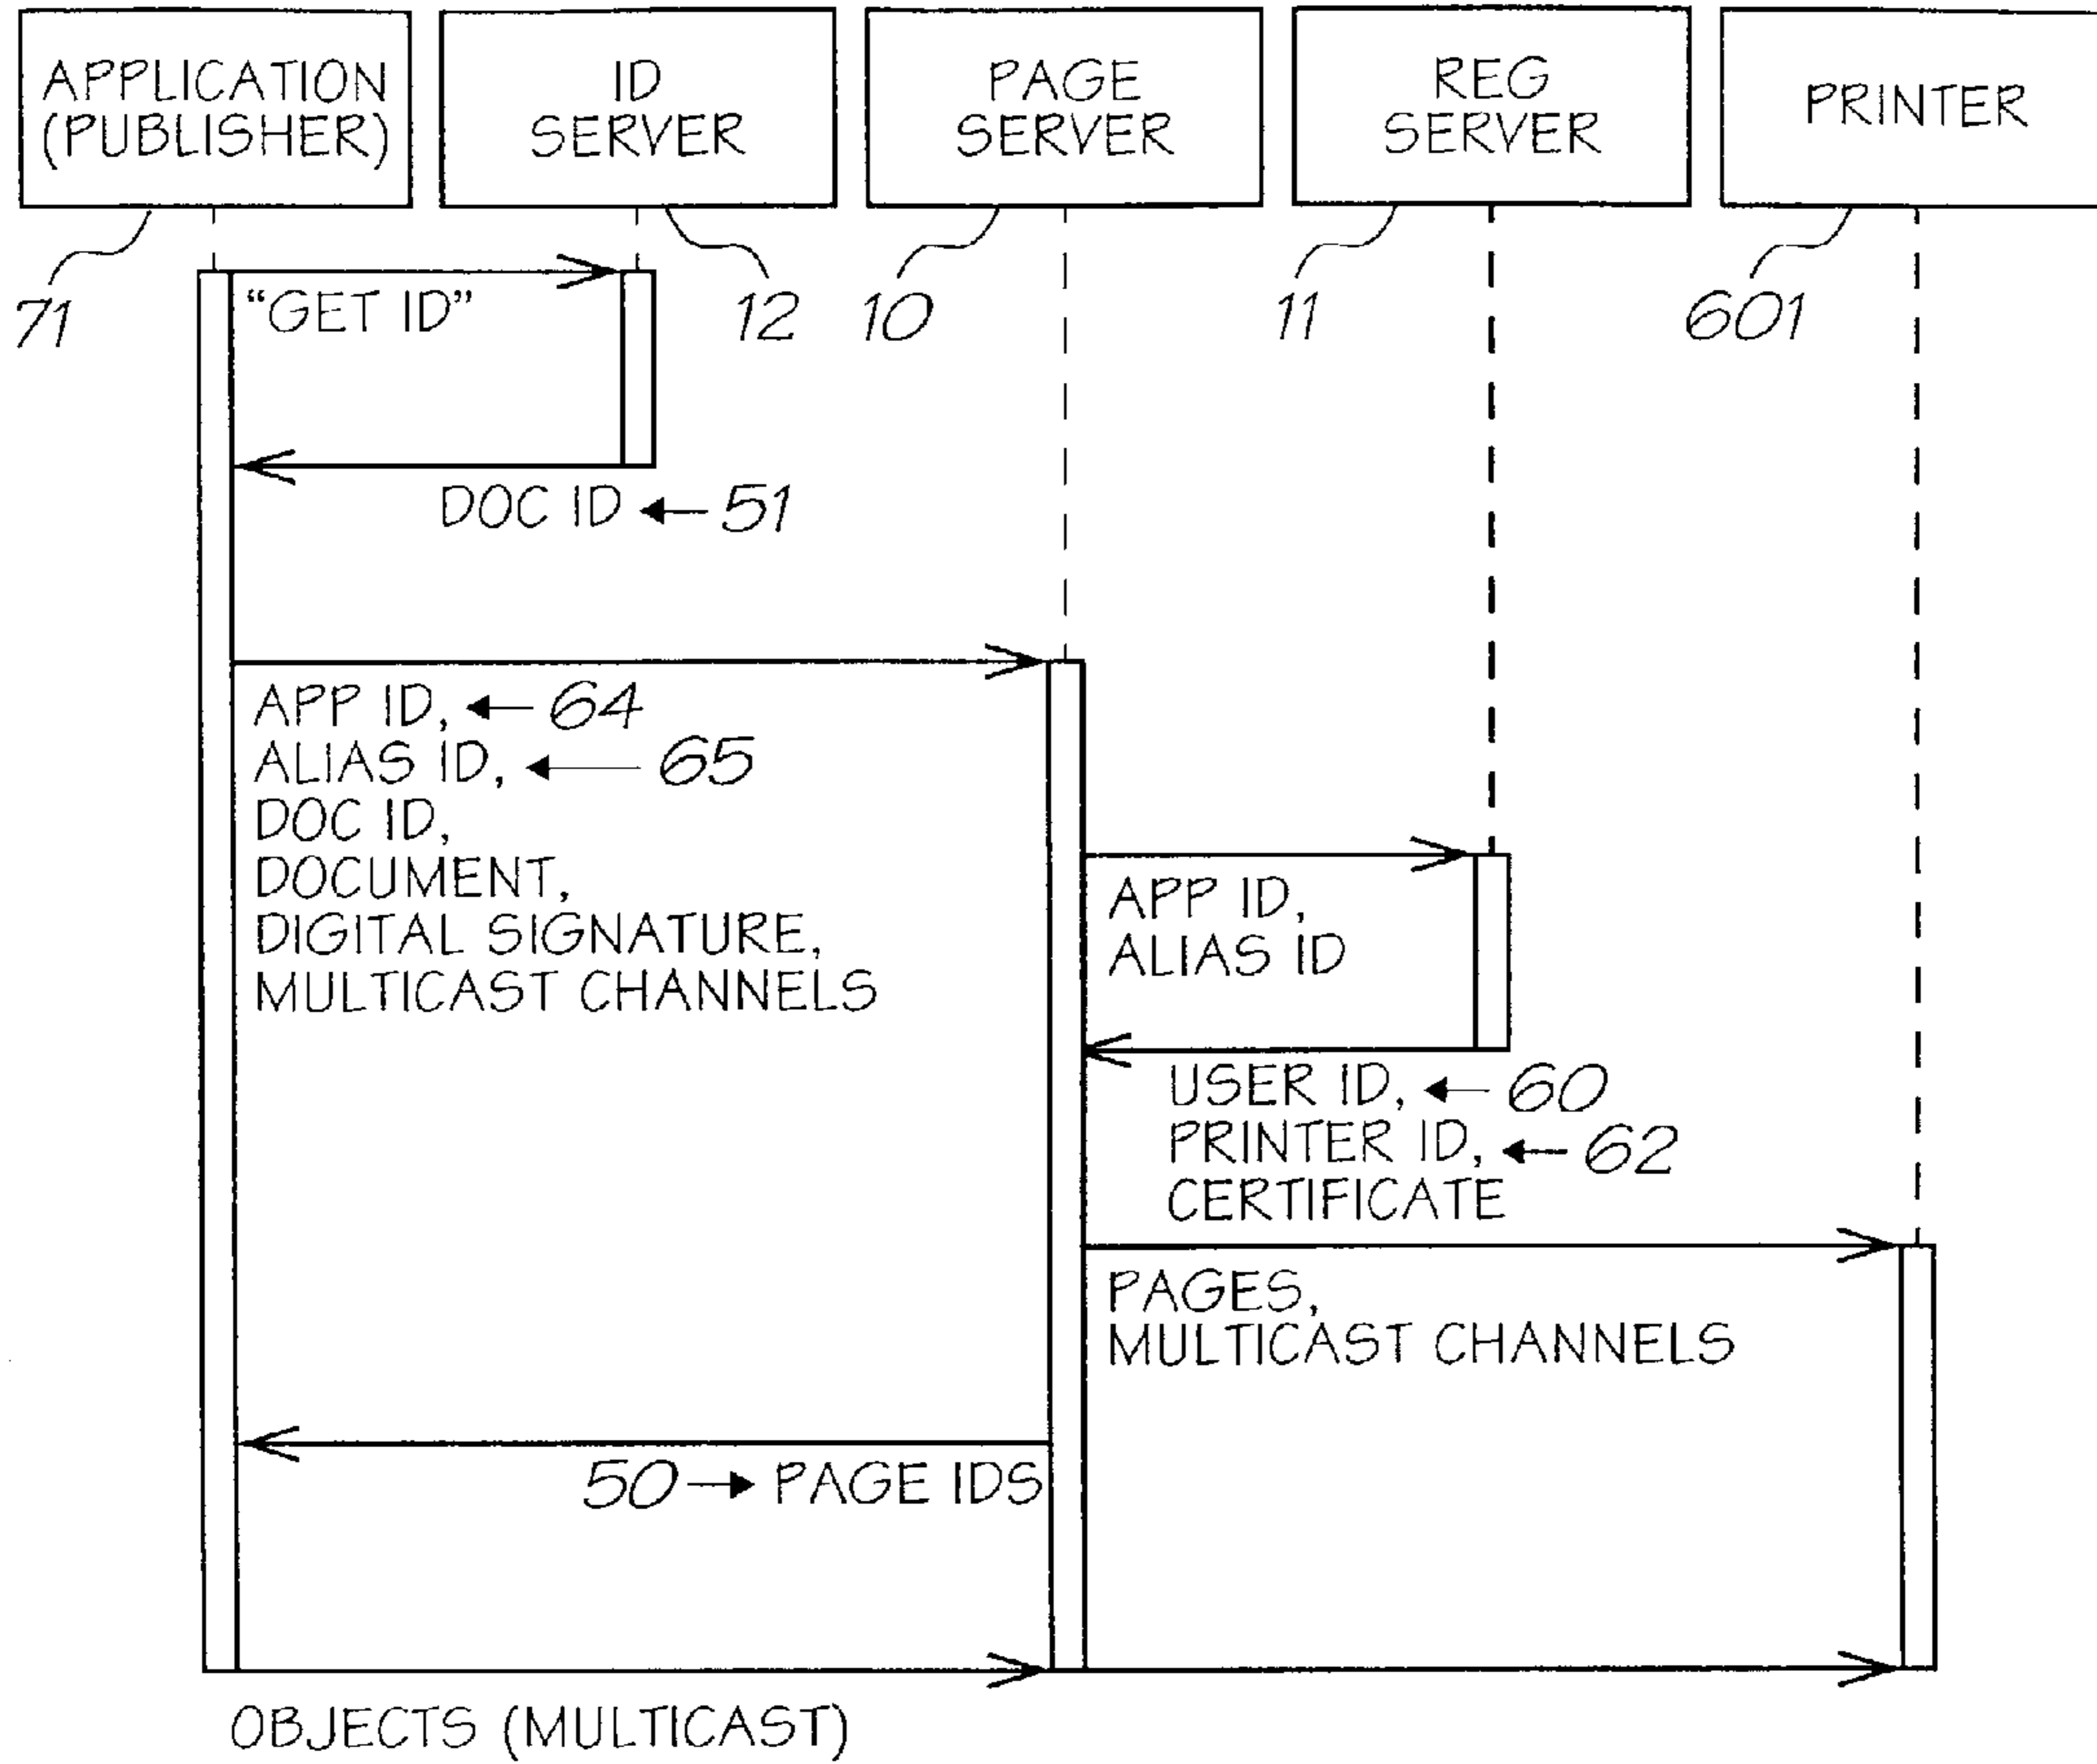 APPLICATION
(PUBLISHER)
ID
SERVER
PAGE
SERVER
REG
SERVER
PRINTER
71
12
10
11
601
"GET ID"
DOC ID ← 51
APP ID, ← 64
ALIAS ID, ← 65
DOC ID,
DOCUMENT,
DIGITAL SIGNATURE,
MULTICAST CHANNELS
APP ID,
ALIAS ID
USER ID, ← 60
PRINTER ID, ← 62
CERTIFICATE
PAGES,
MULTICAST CHANNELS
50 → PAGE IDS
OBJECTS (MULTICAST)